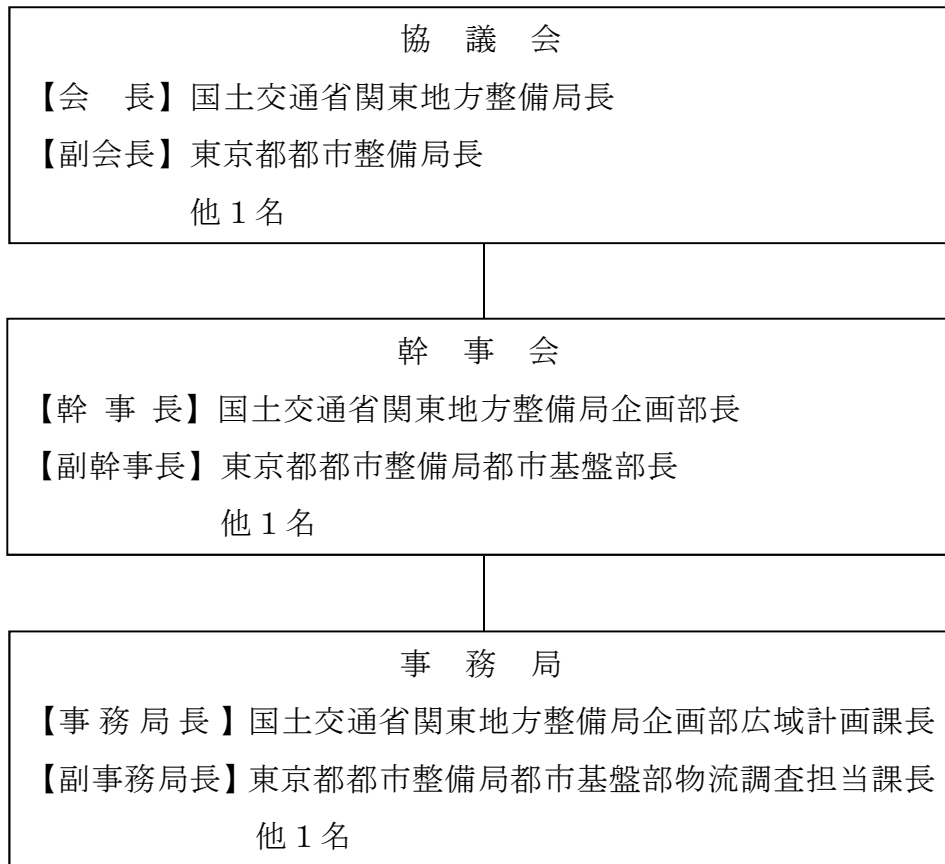 協　議　会
【会　長】国土交通省関東地方整備局長
【副会長】東京都都市整備局長
他１名
幹　事　会
【幹 事 長】国土交通省関東地方整備局企画部長
【副幹事長】東京都都市整備局都市基盤部長
他１名
事　務　局
【事 務 局 長】国土交通省関東地方整備局企画部広域計画課長
【副事務局長】東京都都市整備局都市基盤部物流調査担当課長
他１名